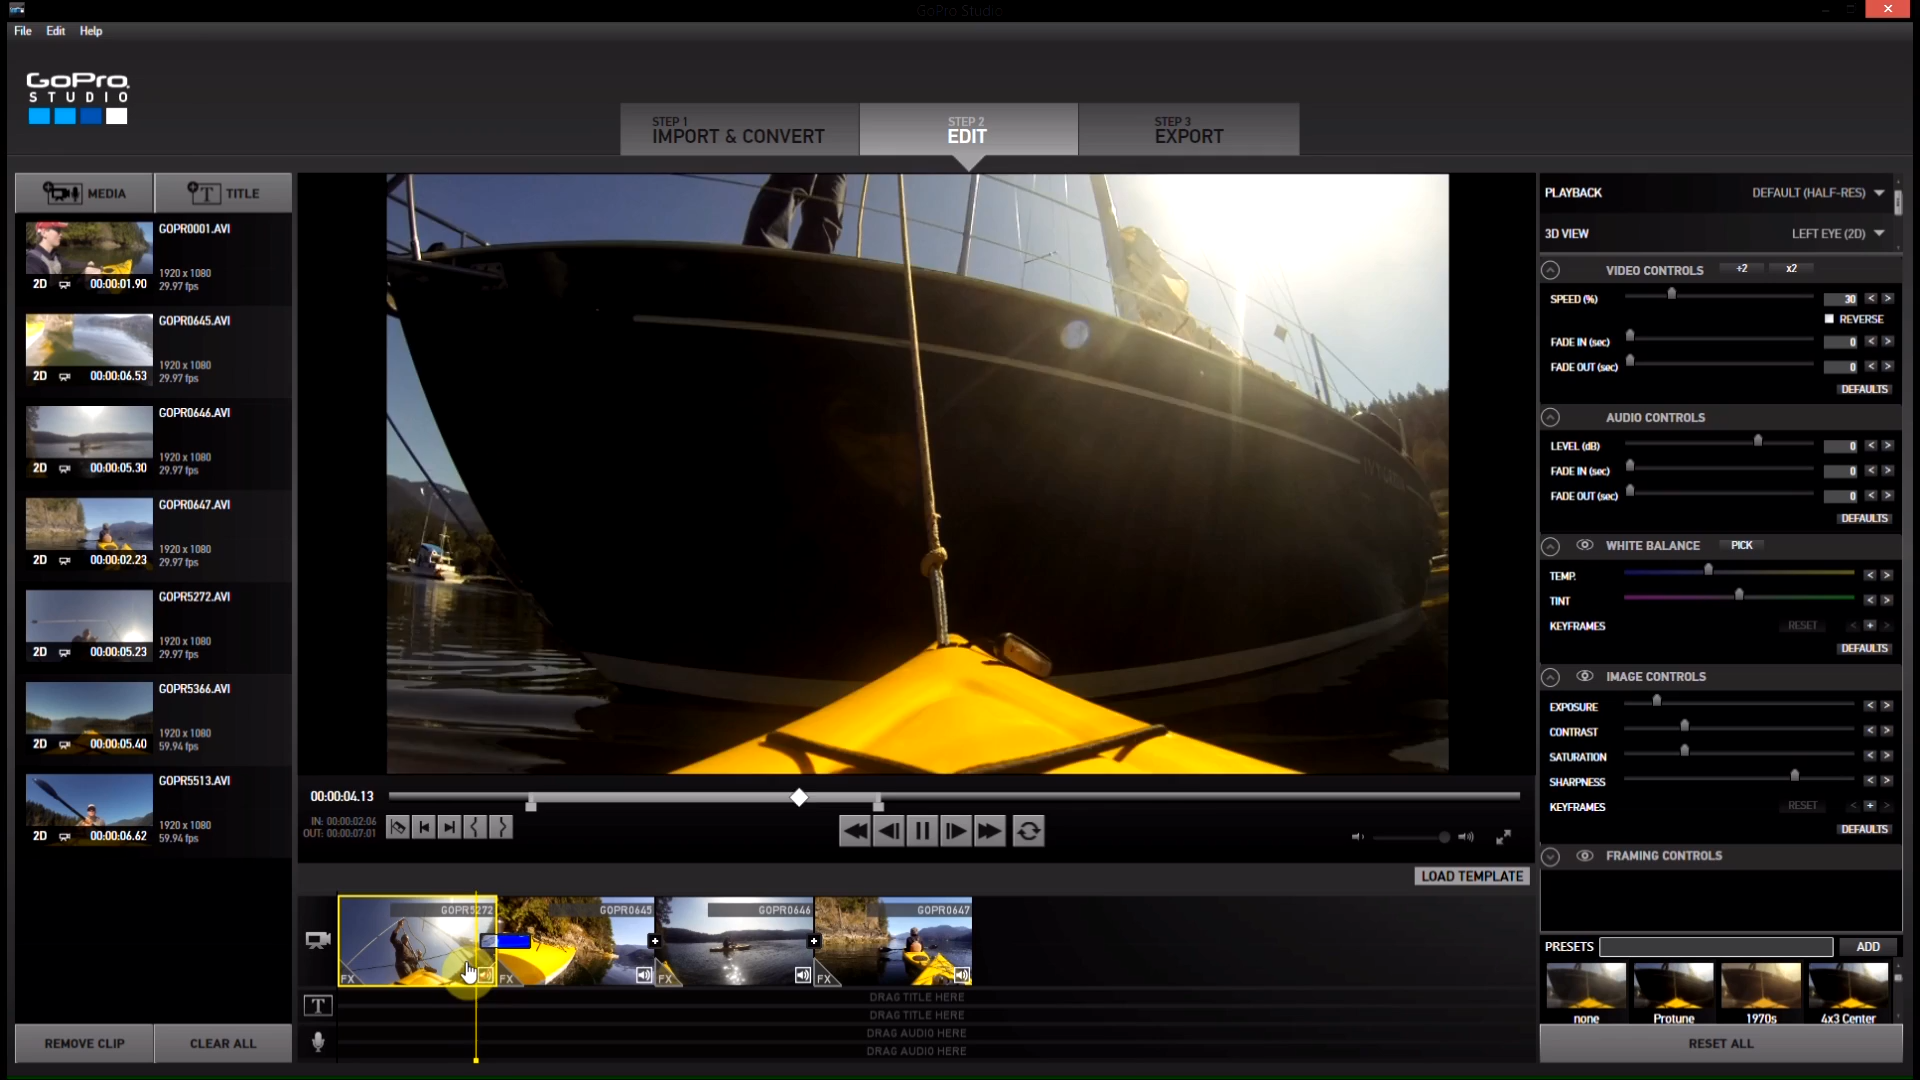 GoPro Studio
File Edit Help
GoPro
STUDIO
STEP 1
IMPORT & CONVERT
STEP 2
EDIT
STEP 3
EXPORT
MEDIA
TITLE
GOPR0001.AVI
1920 x 1080
29.97 fps
2D 00:00:01.90
GOPR0645.AVI
1920 x 1080
29.97 fps
2D 00:00:06.53
GOPR0646.AVI
1920 x 1080
29.97 fps
2D 00:00:05.30
GOPR0647.AVI
1920 x 1080
29.97 fps
2D 00:00:02.23
GOPR5272.AVI
1920 x 1080
29.97 fps
2D 00:00:05.23
GOPR5366.AVI
1920 x 1080
59.94 fps
2D 00:00:05.40
GOPR5513.AVI
1920 x 1080
59.94 fps
2D 00:00:06.62
REMOVE CLIP
CLEAR ALL
00:00:04.13
IN: 00:00:02:06
OUT: 00:00:07:01
LOAD TEMPLATE
GOPR5272
GOPR0645
GOPR0646
GOPR0647
FX
FX
FX
FX
T
DRAG TITLE HERE
DRAG TITLE HERE
DRAG AUDIO HERE
DRAG AUDIO HERE
PLAYBACK DEFAULT (HALF-RES)
3D VIEW LEFT EYE (2D)
VIDEO CONTROLS ÷2 x2
SPEED (%) 30
REVERSE
FADE IN (sec) 0
FADE OUT (sec) 0
DEFAULTS
AUDIO CONTROLS
LEVEL (dB) 0
FADE IN (sec) 0
FADE OUT (sec) 0
DEFAULTS
WHITE BALANCE PICK
TEMP.
TINT
KEYFRAMES RESET
DEFAULTS
IMAGE CONTROLS
EXPOSURE
CONTRAST
SATURATION
SHARPNESS
KEYFRAMES RESET
DEFAULTS
FRAMING CONTROLS
PRESETS ADD
none Protune 1970s 4x3 Center
RESET ALL